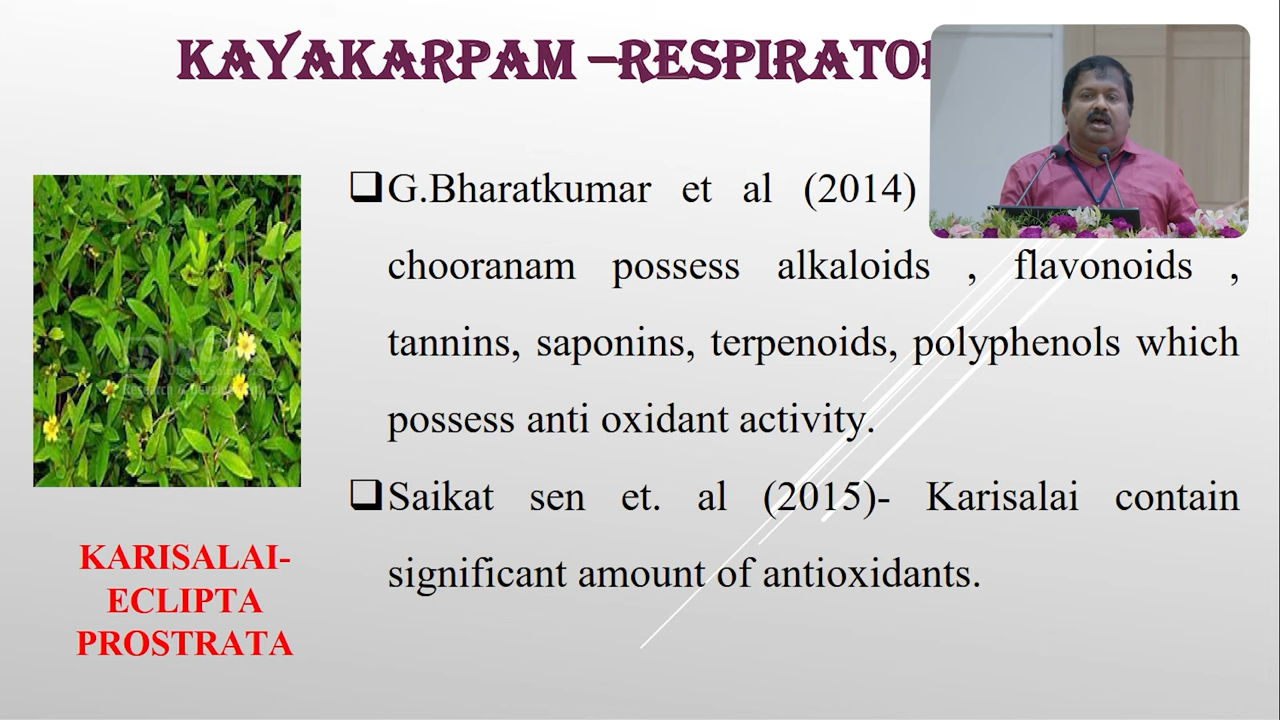 KAYAKARPAM –RESPIRATOR
G.Bharatkumar et al (2014)
chooranam possess alkaloids , flavonoids ,
tannins, saponins, terpenoids, polyphenols which
possess anti oxidant activity.
Saikat sen et. al (2015)- Karisalai contain
significant amount of antioxidants.
KARISALAI-
ECLIPTA
PROSTRATA